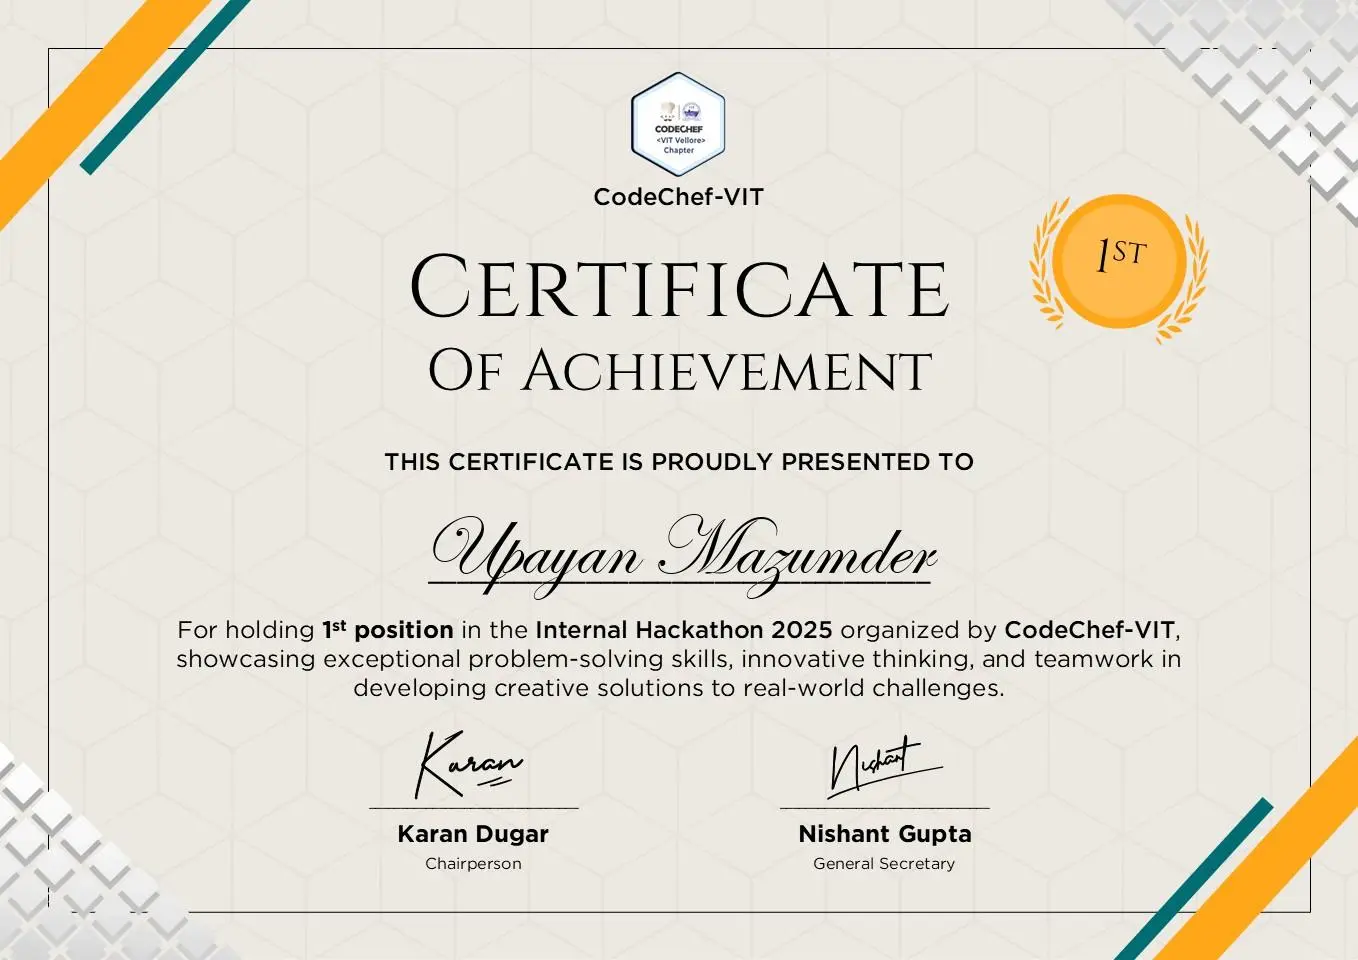 CODECHEF
<VIT Vellore>
Chapter
CodeChef-VIT
1ST
CERTIFICATE
OF ACHIEVEMENT
THIS CERTIFICATE IS PROUDLY PRESENTED TO
Upayan Mazumder
For holding 1st position in the Internal Hackathon 2025 organized by CodeChef-VIT,
showcasing exceptional problem-solving skills, innovative thinking, and teamwork in
developing creative solutions to real-world challenges.
Karan
Nishant
Karan Dugar
Nishant Gupta
Chairperson
General Secretary